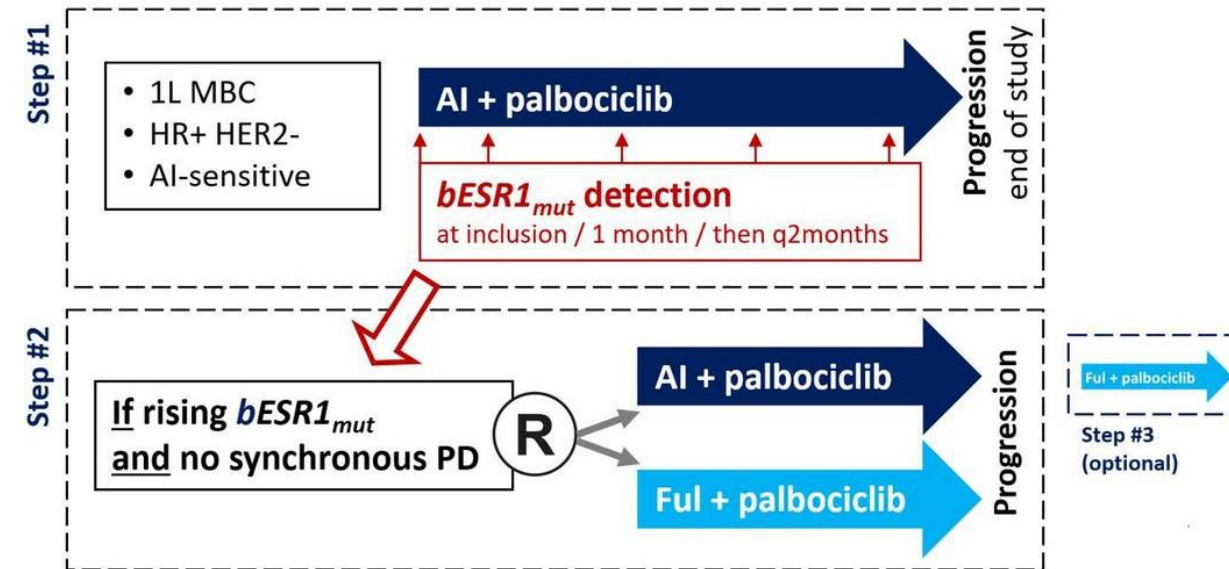 Step #1
• 1L MBC
• HR+ HER2-
• AI-sensitive
AI + palbociclib
bESR1mut detection
at inclusion / 1 month / then q2months
Progression
end of study
Step #2
If rising bESR1mut
and no synchronous PD
R
AI + palbociclib
Ful + palbociclib
Progression
Ful + palbociclib
Step #3
(optional)